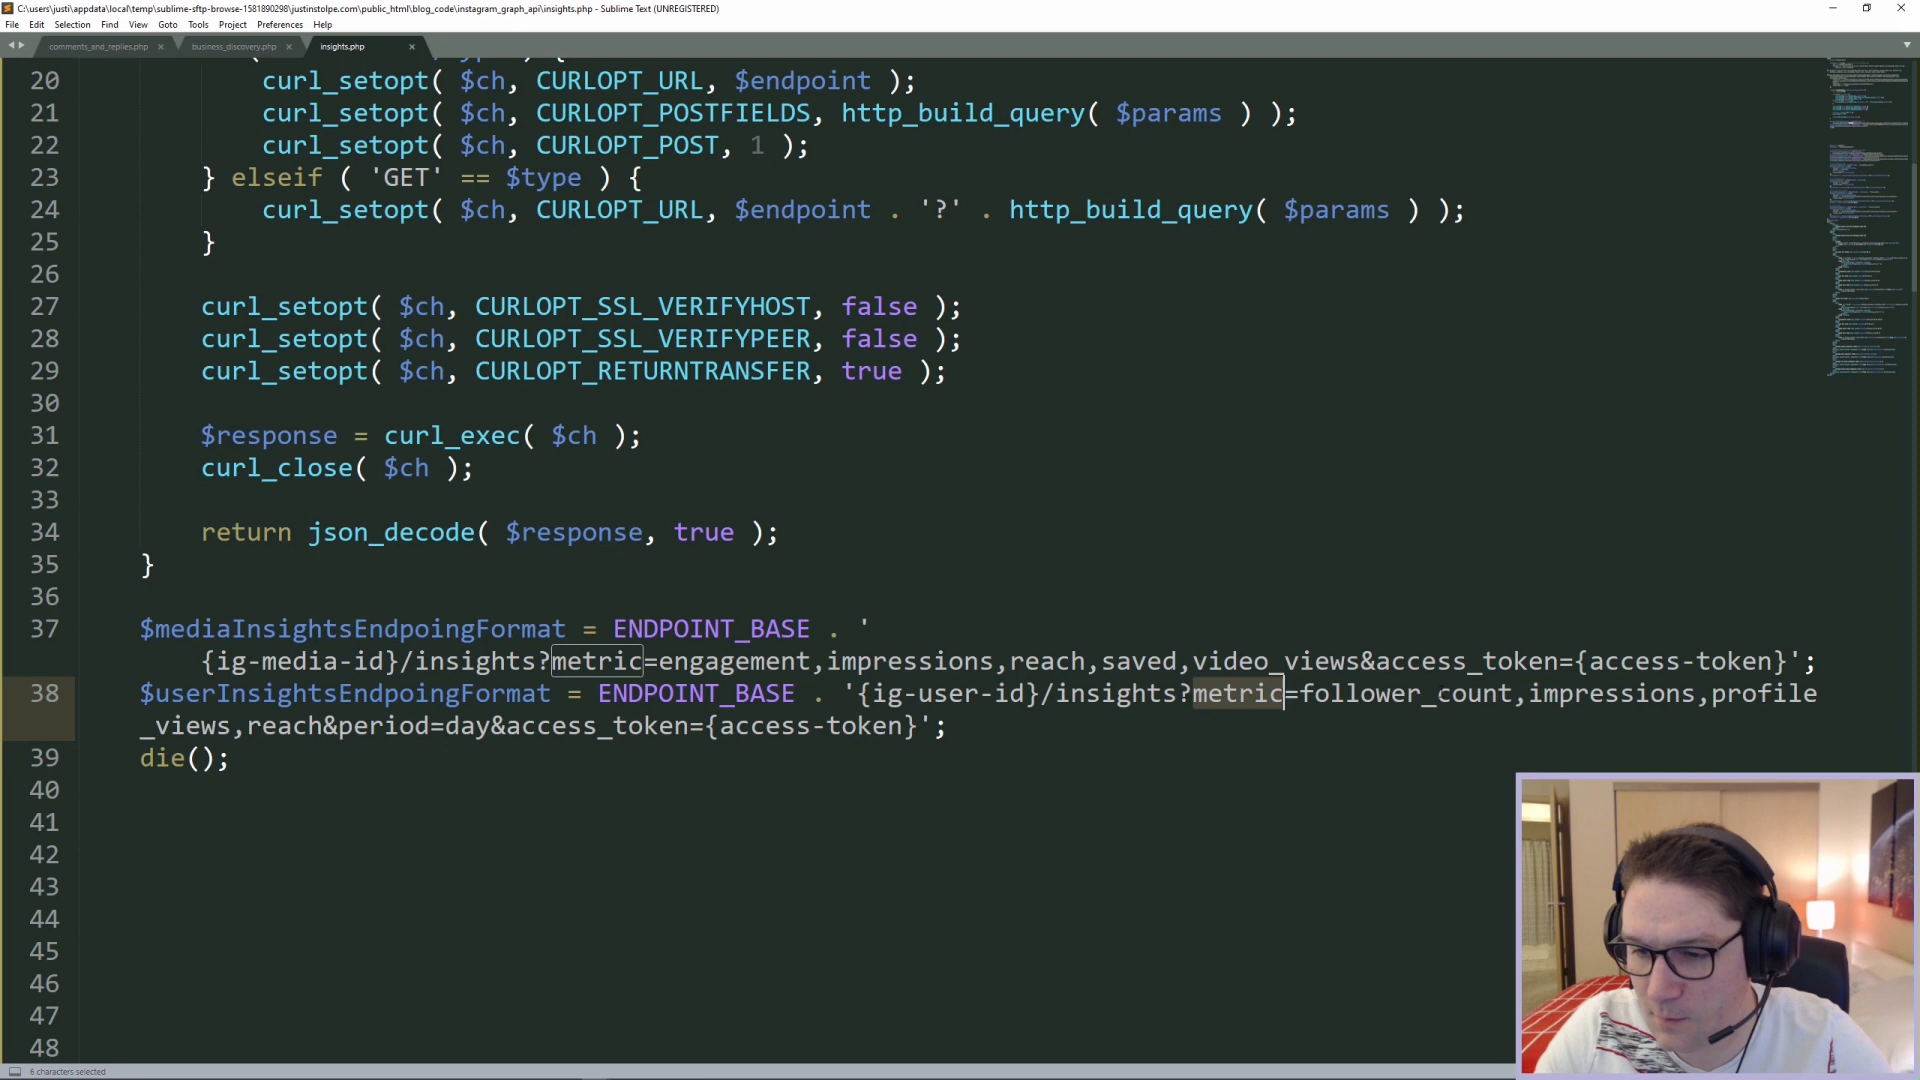 C:\users\justi\appdata\local\temp\sublime-sftp-browse-1581890298\justinstolpe.com\public_html\blog_code\instagram_graph_api\insights.php - Sublime Text (UNREGISTERED)
File Edit Selection Find View Goto Tools Project Preferences Help
comments_and_replies.php business_discovery.php insights.php
20 curl_setopt( $ch, CURLOPT_URL, $endpoint );
21 curl_setopt( $ch, CURLOPT_POSTFIELDS, http_build_query( $params ) );
22 curl_setopt( $ch, CURLOPT_POST, 1 );
23 } elseif ( 'GET' == $type ) {
24 curl_setopt( $ch, CURLOPT_URL, $endpoint . '?' . http_build_query( $params ) );
25 }
26
27 curl_setopt( $ch, CURLOPT_SSL_VERIFYHOST, false );
28 curl_setopt( $ch, CURLOPT_SSL_VERIFYPEER, false );
29 curl_setopt( $ch, CURLOPT_RETURNTRANSFER, true );
30
31 $response = curl_exec( $ch );
32 curl_close( $ch );
33
34 return json_decode( $response, true );
35 }
36
37 $mediaInsightsEndpoingFormat = ENDPOINT_BASE . '
{ig-media-id}/insights?metric=engagement,impressions,reach,saved,video_views&access_token={access-token}';
38 $userInsightsEndpoingFormat = ENDPOINT_BASE . '{ig-user-id}/insights?metric=follower_count,impressions,profile
_views,reach&period=day&access_token={access-token}';
39 die();
40
41
42
43
44
45
46
47
48
6 characters selected